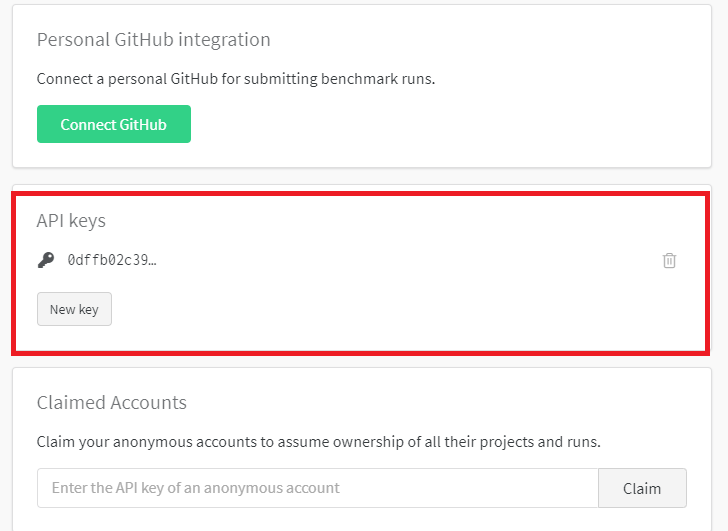 Personal GitHub integration
Connect a personal GitHub for submitting benchmark runs.
Connect GitHub
API keys
0dffb02c39…
New key
Claimed Accounts
Claim your anonymous accounts to assume ownership of all their projects and runs.
Enter the API key of an anonymous account
Claim